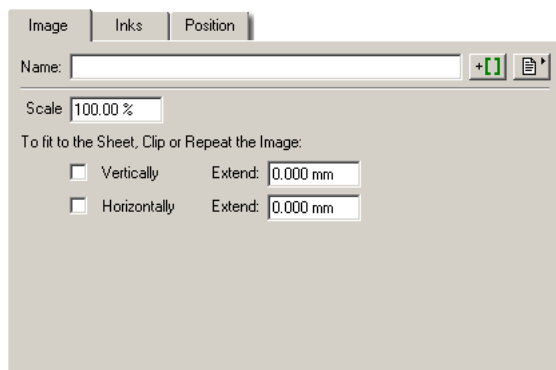 Image Inks Position
Name: +[]
Scale 100.00 %
To fit to the Sheet, Clip or Repeat the Image:
Vertically Extend: 0.000 mm
Horizontally Extend: 0.000 mm